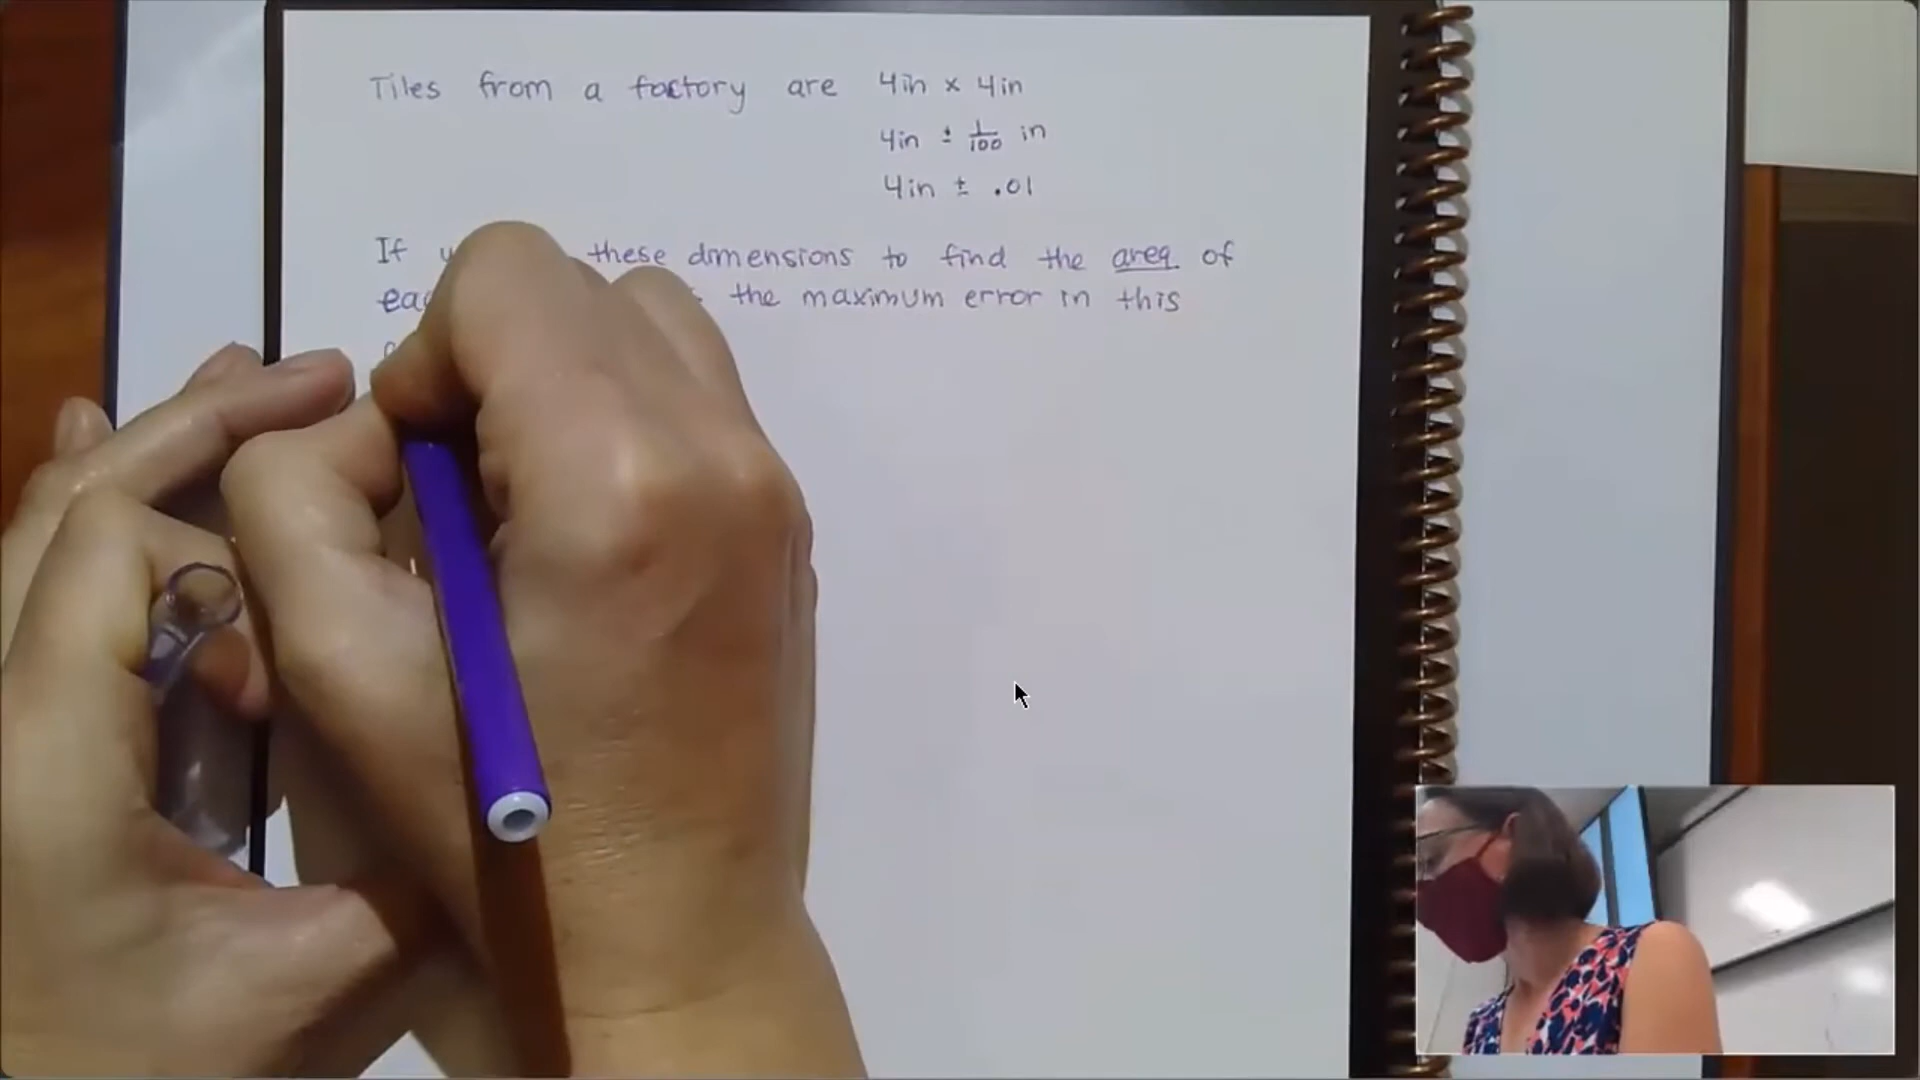 Tiles from a factory are 4in x 4in
4in ± 1/100 in
4in ± .01
If these dimensions to find the area of
the maximum error in this